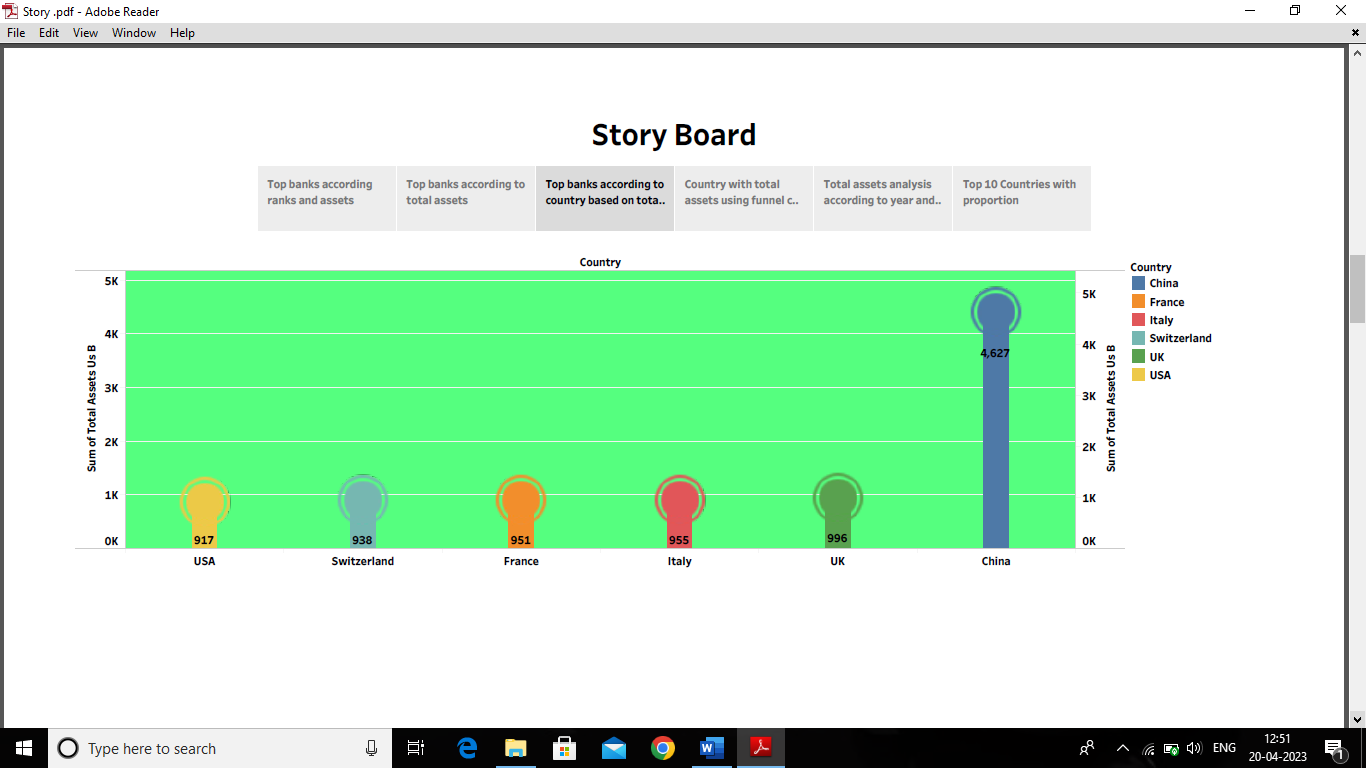 Story .pdf - Adobe Reader
File Edit View Window Help
Story Board
Top banks according
ranks and assets
Top banks according to
total assets
Top banks according to
country based on tota..
Country with total
assets using funnel c..
Total assets analysis
according to year and..
Top 10 Countries with
proportion
Country
5K
4K
3K
2K
1K
0K
Sum of Total Assets Us B
917
938
951
955
996
4,627
USA
Switzerland
France
Italy
UK
China
5K
4K
3K
2K
1K
0K
Sum of Total Assets Us B
Country
China
France
Italy
Switzerland
UK
USA
Type here to search
ENG
12:51
20-04-2023
1